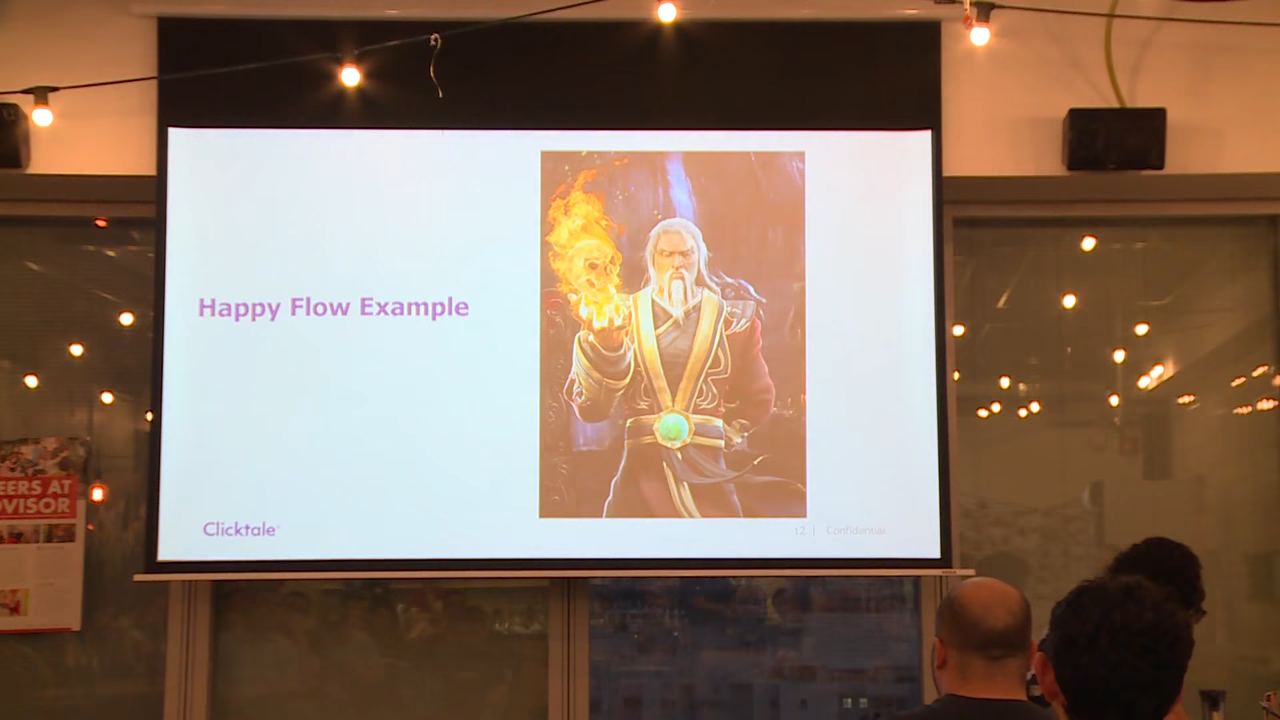 Happy Flow Example
Clicktale
12 | Confidential
EERS AT
VISOR